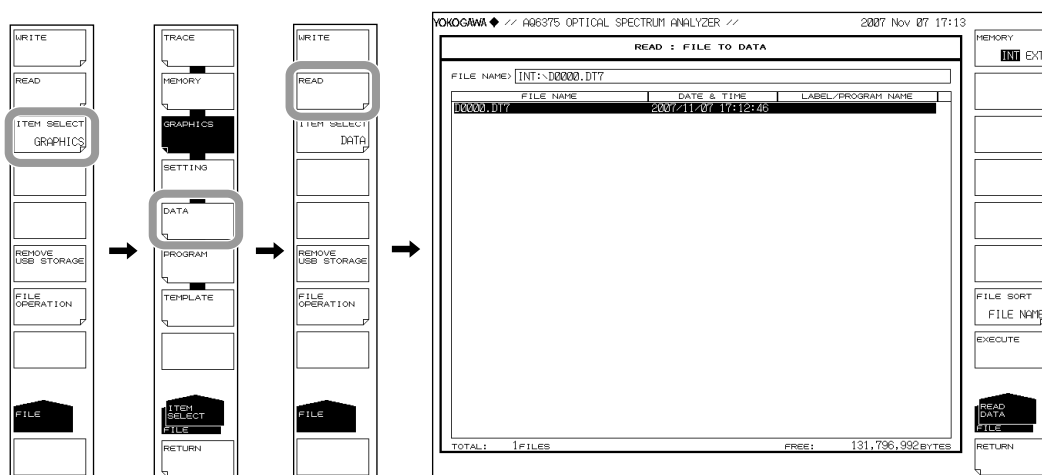 WRITE
READ
ITEM SELECT
GRAPHICS
REMOVE
USB STORAGE
FILE
OPERATION
FILE
TRACE
MEMORY
GRAPHICS
SETTING
DATA
PROGRAM
TEMPLATE
ITEM
SELECT
FILE
RETURN
WRITE
READ
ITEM SELECT
DATA
REMOVE
USB STORAGE
FILE
OPERATION
FILE
YOKOGAWA ◆ // AQ6375 OPTICAL SPECTRUM ANALYZER // 2007 Nov 07 17:13
READ : FILE TO DATA
FILE NAME> INT:\D0000.DT7
FILE NAME DATE & TIME LABEL/PROGRAM NAME
D0000.DT7 2007/11/07 17:12:46
TOTAL: 1FILES FREE: 131,796,992BYTES
MEMORY
INT EXT
FILE SORT
FILE NAME
EXECUTE
READ
DATA
FILE
RETURN